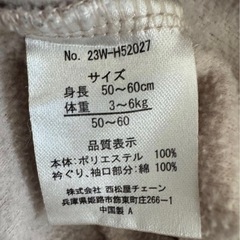 No. 23W-H52027
サイズ
身長 50〜60cm
体重 3〜6kg
50−60
品質表示
本体：ポリエステル 100%
衿ぐり、袖口部分：綿 100%
株式会社 西松屋チェーン
兵庫県姫路市飾東町庄266-1
中国製 A